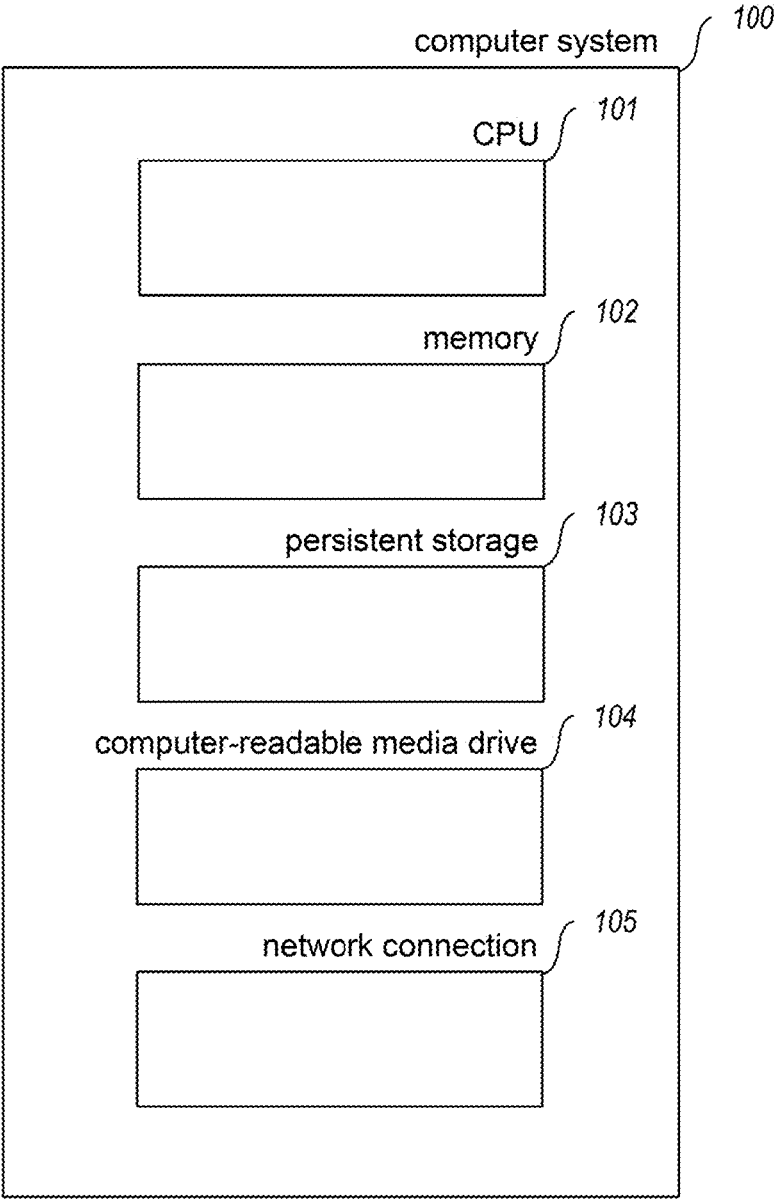 100
computer system
101
CPU
102
memory
103
persistent storage
104
computer-readable media drive
105
network connection